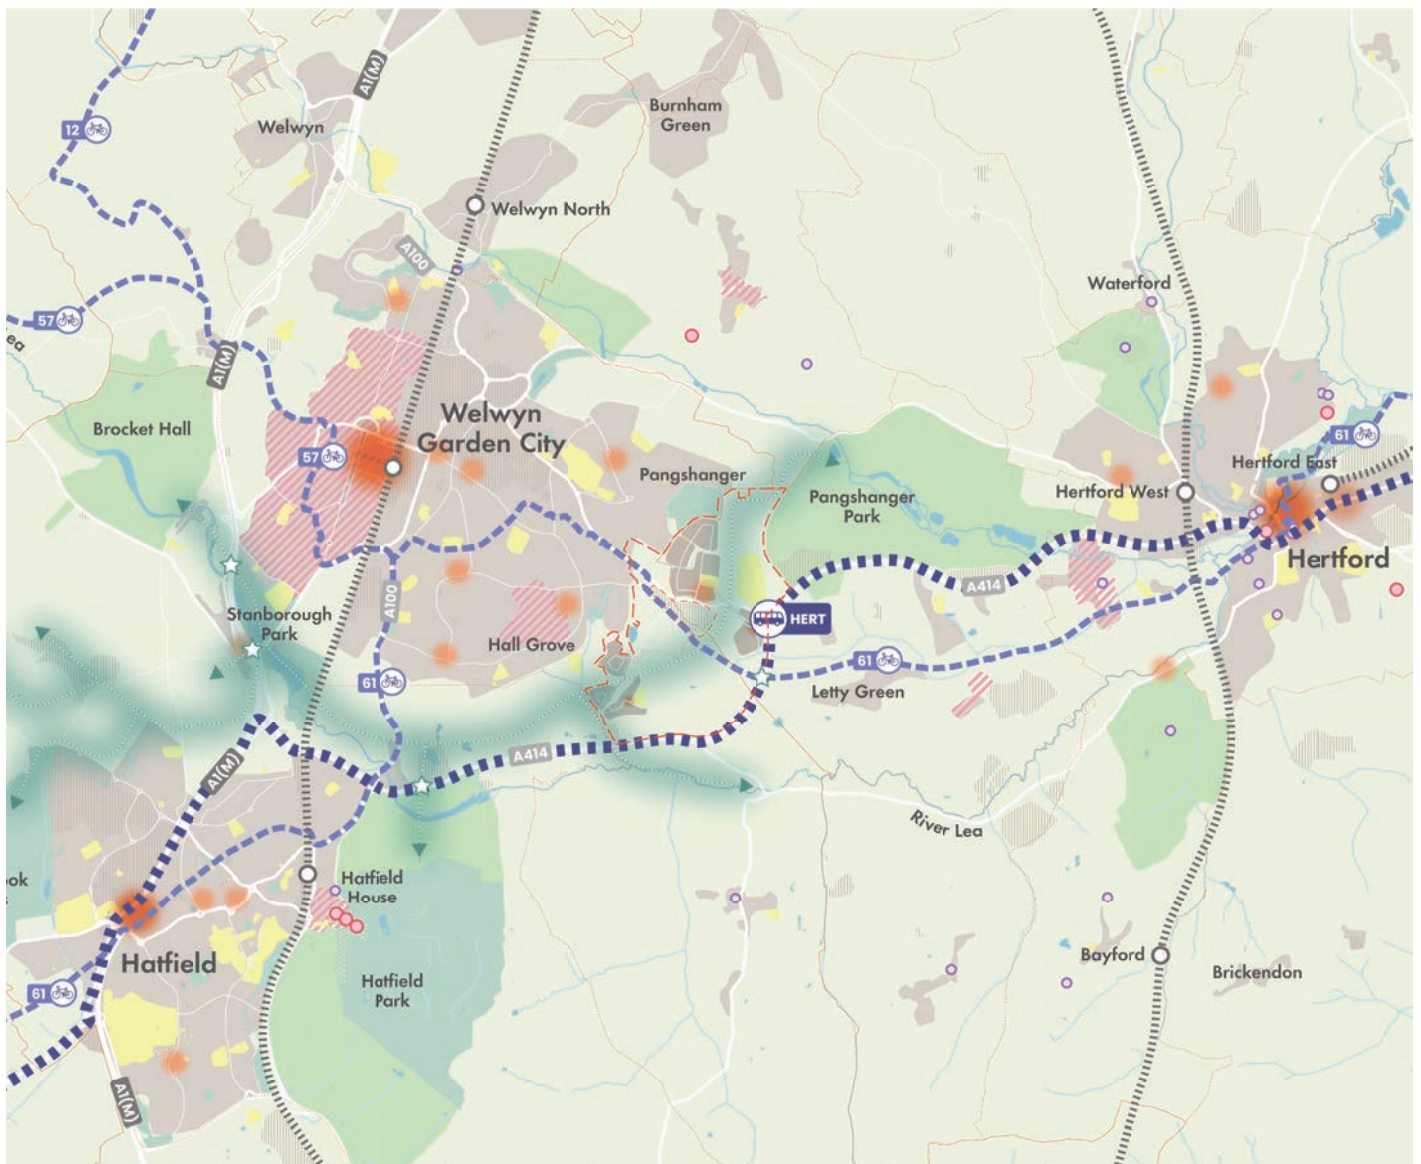 A1(M)
Burnham
Green
12
Welwyn
Welwyn North
A100
Waterford
57
ea
A1(M)
Brocket Hall
Welwyn
Garden City
57
61
Hertford East
Pangshanger
Hertford West
Pangshanger
Park
Hertford
A414
A100
Stanborough
Park
HERT
Hall Grove
61
61
Letty Green
A414
A1(M)
River Lea
ook
Hatfield
House
Hatfield
Bayford
Brickendon
Hatfield
Park
61
A1(M)